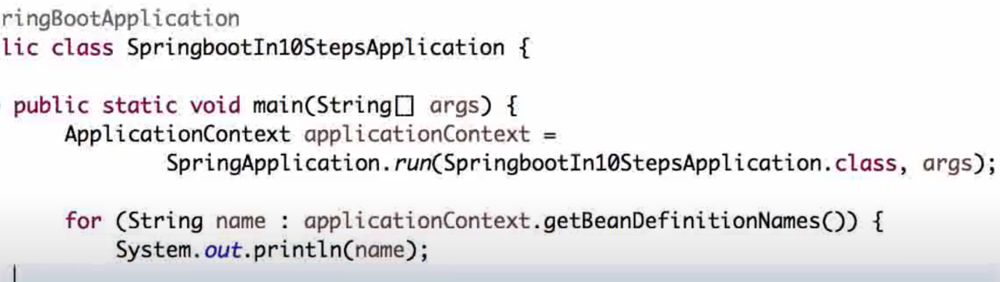 ringBootApplication
lic class SpringbootIn10StepsApplication {
public static void main(String[] args) {
ApplicationContext applicationContext =
SpringApplication.run(SpringbootIn10StepsApplication.class, args);
for (String name : applicationContext.getBeanDefinitionNames()) {
System.out.println(name);